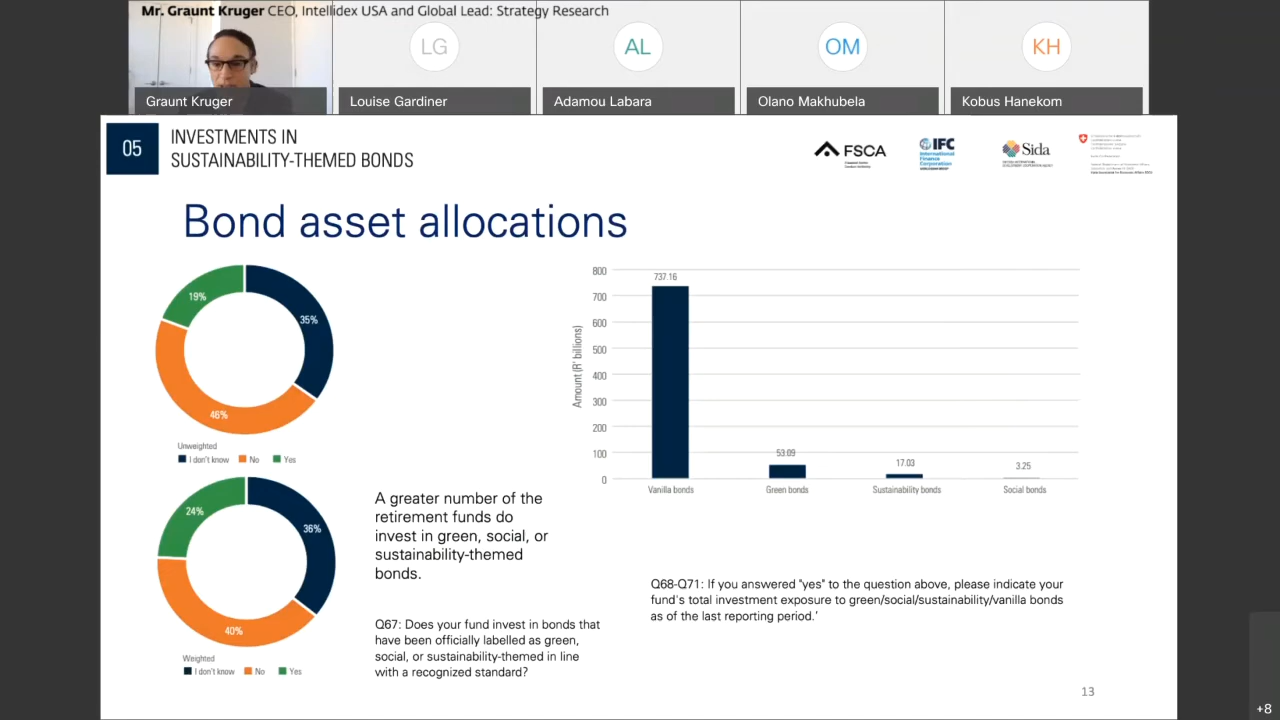 Mr. Graunt Kruger CEO, Intellidex USA and Global Lead: Strategy Research
LG
AL
OM
KH
Graunt Kruger
Louise Gardiner
Adamou Labara
Olano Makhubela
Kobus Hanekom
05
INVESTMENTS IN
SUSTAINABILITY-THEMED BONDS
FSCA
IFC
International
Finance
Corporation
Sida
Bond asset allocations
19%
35%
46%
Unweighted
I don't know
No
Yes
24%
36%
40%
Weighted
I don't know
No
Yes
A greater number of the
retirement funds do
invest in green, social, or
sustainability-themed
bonds.
Q67: Does your fund invest in bonds that
have been officially labelled as green,
social, or sustainability-themed in line
with a recognized standard?
Amount (R' billions)
800
700
600
500
400
300
200
100
0
737.16
53.09
17.03
3.25
Vanilla bonds
Green bonds
Sustainability bonds
Social bonds
Q68-Q71: If you answered "yes" to the question above, please indicate your
fund's total investment exposure to green/social/sustainability/vanilla bonds
as of the last reporting period.'
13
+8